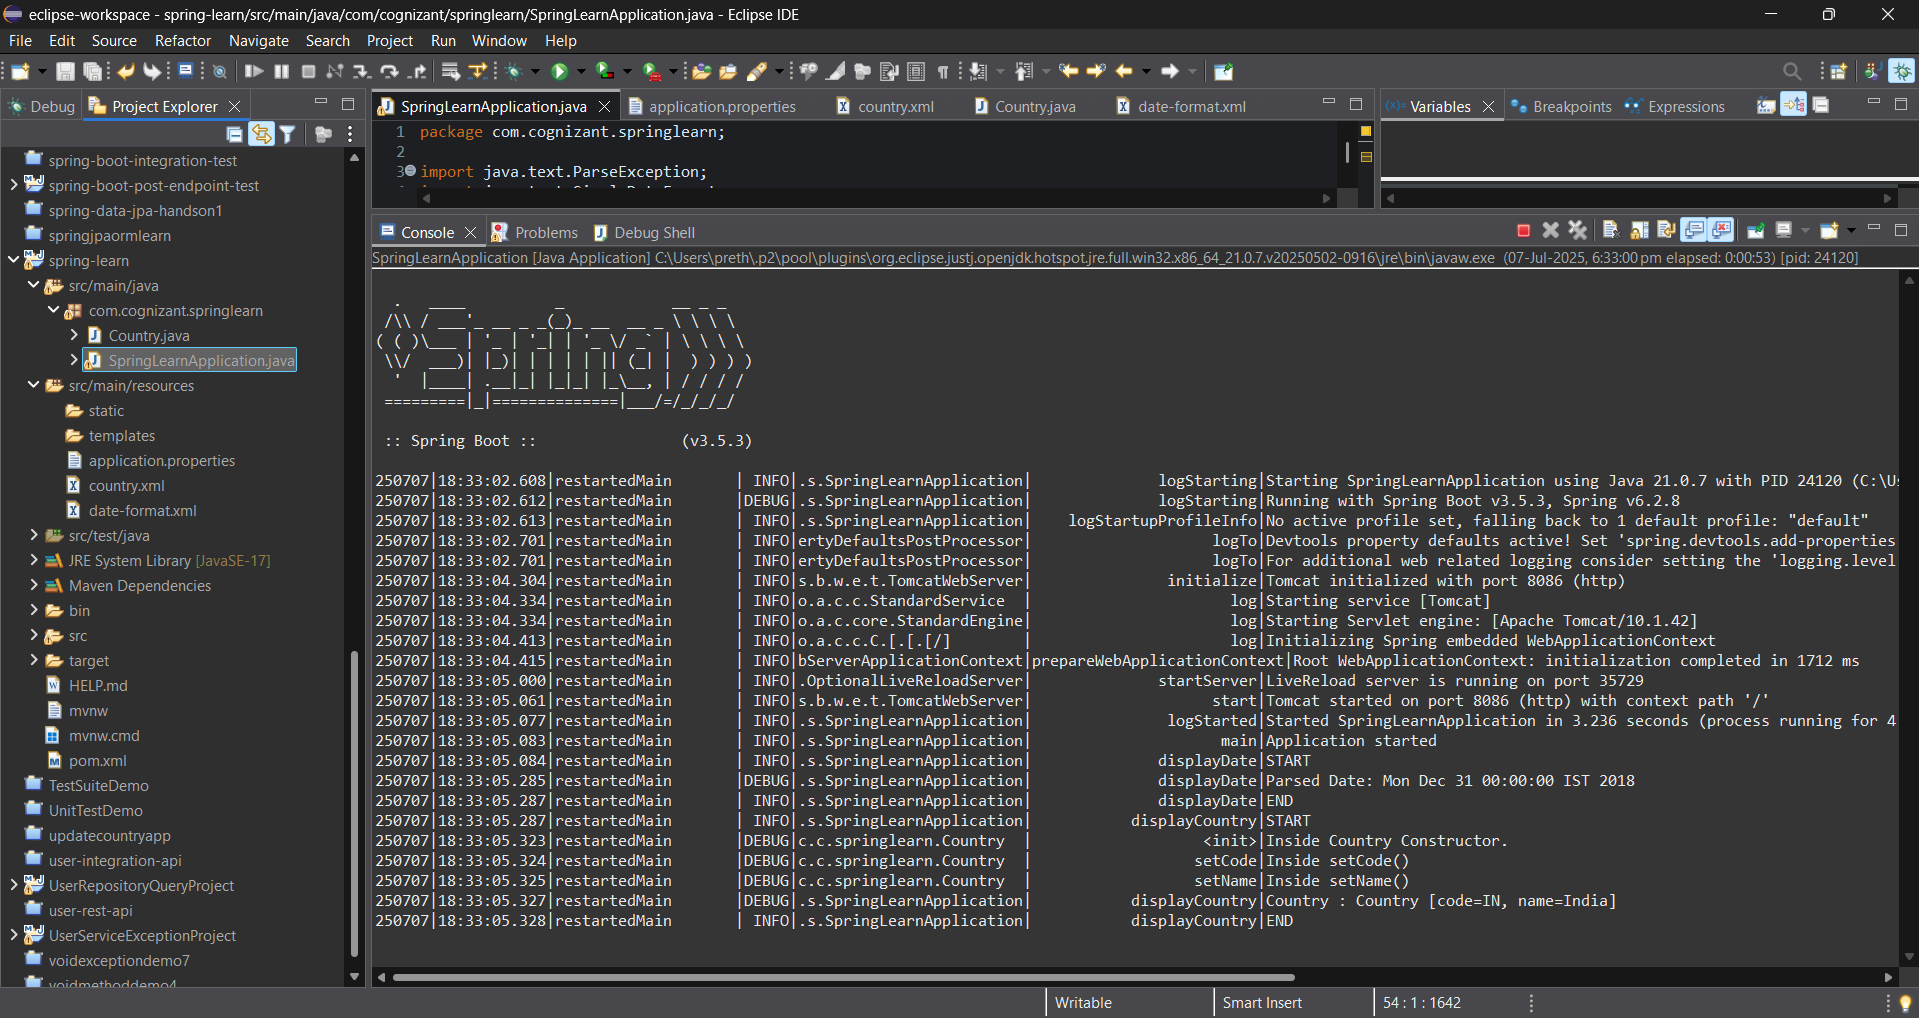 eclipse-workspace - spring-learn/src/main/java/com/cognizant/springlearn/SpringLearnApplication.java - Eclipse IDE
File Edit Source Refactor Navigate Search Project Run Window Help
Debug Project Explorer
spring-boot-integration-test
spring-boot-post-endpoint-test
spring-data-jpa-handson1
springjpaormlearn
spring-learn
src/main/java
com.cognizant.springlearn
Country.java
SpringLearnApplication.java
src/main/resources
static
templates
application.properties
country.xml
date-format.xml
src/test/java
JRE System Library [JavaSE-17]
Maven Dependencies
bin
src
target
HELP.md
mvnw
mvnw.cmd
pom.xml
TestSuiteDemo
UnitTestDemo
updatecountryapp
user-integration-api
UserRepositoryQueryProject
user-rest-api
UserServiceExceptionProject
voidexceptiondemo7
voidmethoddemo4
SpringLearnApplication.java application.properties country.xml Country.java date-format.xml
1 package com.cognizant.springlearn;
2
3 import java.text.ParseException;
Variables Breakpoints Expressions
Console Problems Debug Shell
SpringLearnApplication [Java Application] C:\Users\preth\.p2\pool\plugins\org.eclipse.justj.openjdk.hotspot.jre.full.win32.x86_64_21.0.7.v20250502-0916\jre\bin\javaw.exe (07-Jul-2025, 6:33:00 pm elapsed: 0:00:53) [pid: 24120]
Spring
:: Spring Boot :: (v3.5.3)
250707|18:33:02.608|restartedMain | INFO|.s.SpringLearnApplication| logStarting|Starting SpringLearnApplication using Java 21.0.7 with PID 24120 (C:\Us
250707|18:33:02.612|restartedMain |DEBUG|.s.SpringLearnApplication| logStarting|Running with Spring Boot v3.5.3, Spring v6.2.8
250707|18:33:02.613|restartedMain | INFO|.s.SpringLearnApplication| logStartupProfileInfo|No active profile set, falling back to 1 default profile: "default"
250707|18:33:02.701|restartedMain | INFO|ertyDefaultsPostProcessor| logTo|Devtools property defaults active! Set 'spring.devtools.add-properties
250707|18:33:02.701|restartedMain | INFO|ertyDefaultsPostProcessor| logTo|For additional web related logging consider setting the 'logging.level
250707|18:33:04.304|restartedMain | INFO|s.b.w.e.t.TomcatWebServer| initialize|Tomcat initialized with port 8086 (http)
250707|18:33:04.334|restartedMain | INFO|o.a.c.c.StandardService | log|Starting service [Tomcat]
250707|18:33:04.334|restartedMain | INFO|o.a.c.core.StandardEngine| log|Starting Servlet engine: [Apache Tomcat/10.1.42]
250707|18:33:04.413|restartedMain | INFO|o.a.c.c.C.[.[.[/] | log|Initializing Spring embedded WebApplicationContext
250707|18:33:04.415|restartedMain | INFO|bServerApplicationContext|prepareWebApplicationContext|Root WebApplicationContext: initialization completed in 1712 ms
250707|18:33:05.000|restartedMain | INFO|.OptionalLiveReloadServer| startServer|LiveReload server is running on port 35729
250707|18:33:05.061|restartedMain | INFO|s.b.w.e.t.TomcatWebServer| start|Tomcat started on port 8086 (http) with context path '/'
250707|18:33:05.077|restartedMain | INFO|.s.SpringLearnApplication| logStarted|Started SpringLearnApplication in 3.236 seconds (process running for 4
250707|18:33:05.083|restartedMain | INFO|.s.SpringLearnApplication| main|Application started
250707|18:33:05.084|restartedMain | INFO|.s.SpringLearnApplication| displayDate|START
250707|18:33:05.285|restartedMain |DEBUG|.s.SpringLearnApplication| displayDate|Parsed Date: Mon Dec 31 00:00:00 IST 2018
250707|18:33:05.287|restartedMain | INFO|.s.SpringLearnApplication| displayDate|END
250707|18:33:05.287|restartedMain | INFO|.s.SpringLearnApplication| displayCountry|START
250707|18:33:05.323|restartedMain |DEBUG|c.c.springlearn.Country | <init>|Inside Country Constructor.
250707|18:33:05.324|restartedMain |DEBUG|c.c.springlearn.Country | setCode|Inside setCode()
250707|18:33:05.325|restartedMain |DEBUG|c.c.springlearn.Country | setName|Inside setName()
250707|18:33:05.327|restartedMain |DEBUG|.s.SpringLearnApplication| displayCountry|Country : Country [code=IN, name=India]
250707|18:33:05.328|restartedMain | INFO|.s.SpringLearnApplication| displayCountry|END
Writable Smart Insert 54 : 1 : 1642